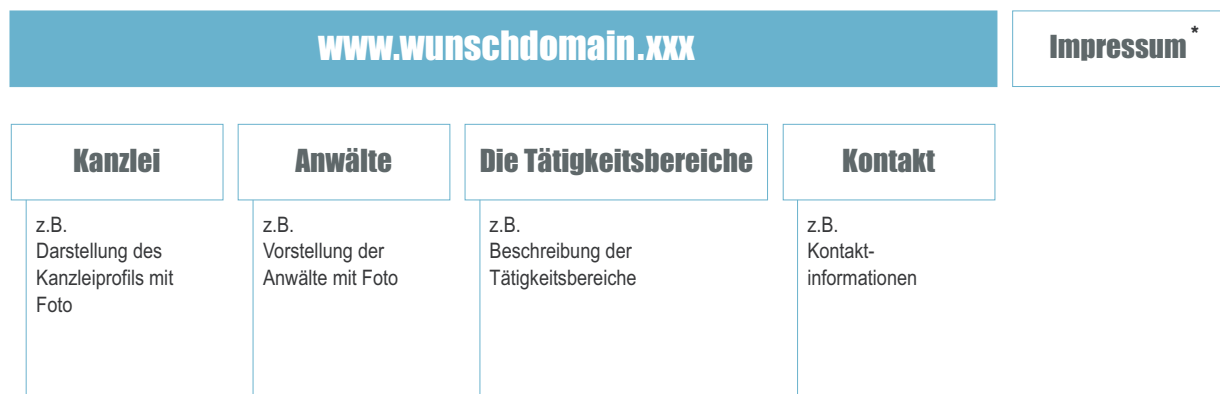 www.wunschdomain.xxx
Impressum*
Kanzlei
z.B.
Darstellung des
Kanzleiprofils mit
Foto
Anwälte
z.B.
Vorstellung der
Anwälte mit Foto
Die Tätigkeitsbereiche
z.B.
Beschreibung der
Tätigkeitsbereiche
Kontakt
z.B.
Kontakt-
informationen